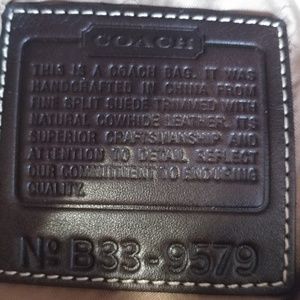 COACH
THIS IS A COACH BAG. IT WAS
HANDCRAFTED IN CHINA FROM
FINE SPLIT SUEDE TRIMMED WITH
NATURAL COWHIDE LEATHER. ITS
SUPERIOR CRAFTSMANSHIP AND
ATTENTION TO DETAIL REFLECT
OUR COMMITMENT TO ENDURING
QUALITY.
Nº B33-9579